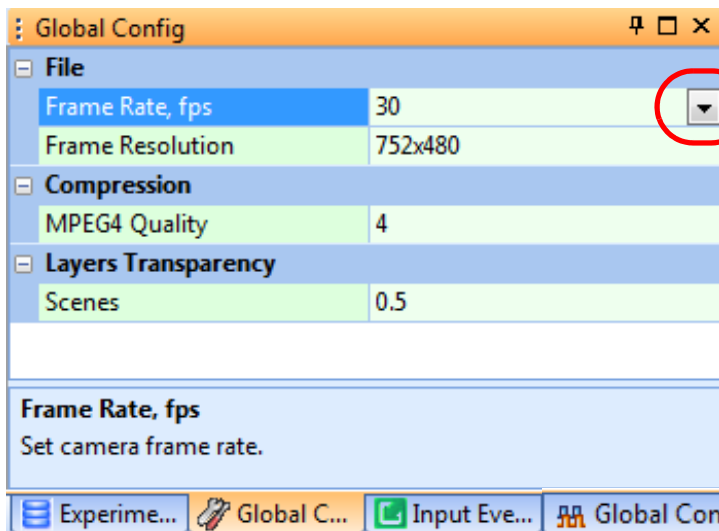 Global Config
File
Frame Rate, fps 30
Frame Resolution 752x480
Compression
MPEG4 Quality 4
Layers Transparency
Scenes 0.5
Frame Rate, fps
Set camera frame rate.
Experime... Global C... Input Eve... Global Con